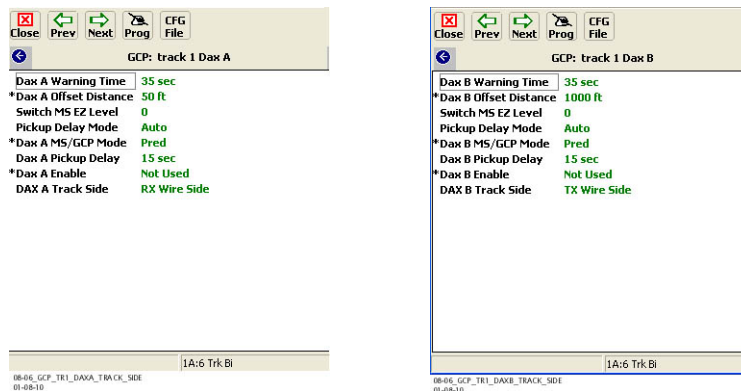 Close Prev Next Prog CFG File
GCP: track 1 Dax A
Dax A Warning Time 35 sec
*Dax A Offset Distance 50 ft
Switch MS EZ Level 0
Pickup Delay Mode Auto
*Dax A MS/GCP Mode Pred
Dax A Pickup Delay 15 sec
*Dax A Enable Not Used
DAX A Track Side RX Wire Side
1A:6 Trk Bi
08-06_GCP_TR1_DAXA_TRACK_SIDE
01-08-10
Close Prev Next Prog CFG File
GCP: track 1 Dax B
Dax B Warning Time 35 sec
*Dax B Offset Distance 1000 ft
Switch MS EZ Level 0
Pickup Delay Mode Auto
*Dax B MS/GCP Mode Pred
Dax B Pickup Delay 15 sec
*Dax B Enable Not Used
DAX B Track Side TX Wire Side
1A:6 Trk Bi
08-06_GCP_TR1_DAXB_TRACK_SIDE
01-08-10